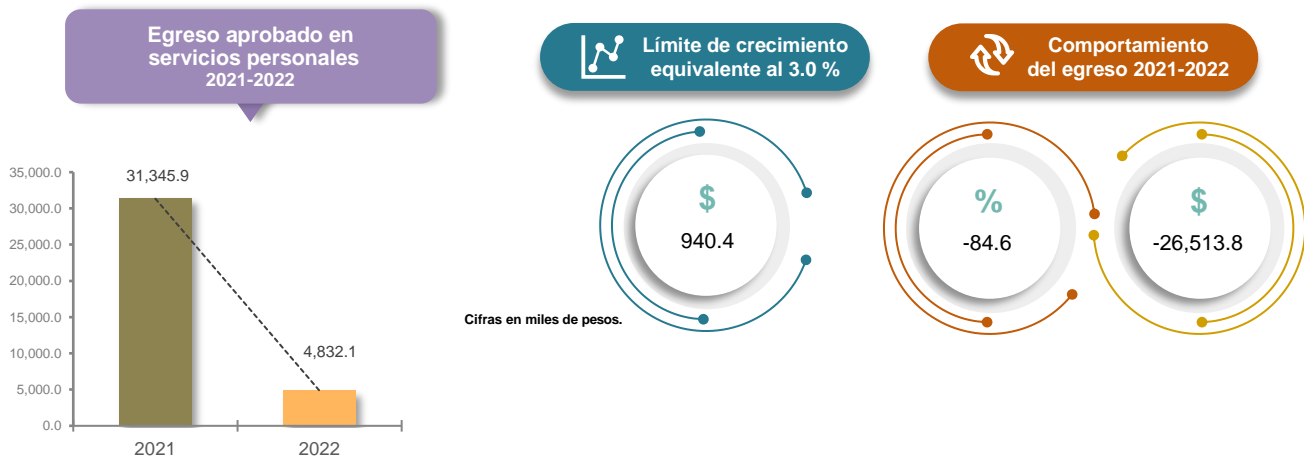 Egreso aprobado en
servicios personales
2021-2022
Límite de crecimiento
equivalente al 3.0 %
Comportamiento
del egreso 2021-2022
35,000.0
30,000.0
25,000.0
20,000.0
15,000.0
10,000.0
5,000.0
0.0
31,345.9
4,832.1
2021
2022
$
940.4
%
-84.6
$
-26,513.8
Cifras en miles de pesos.